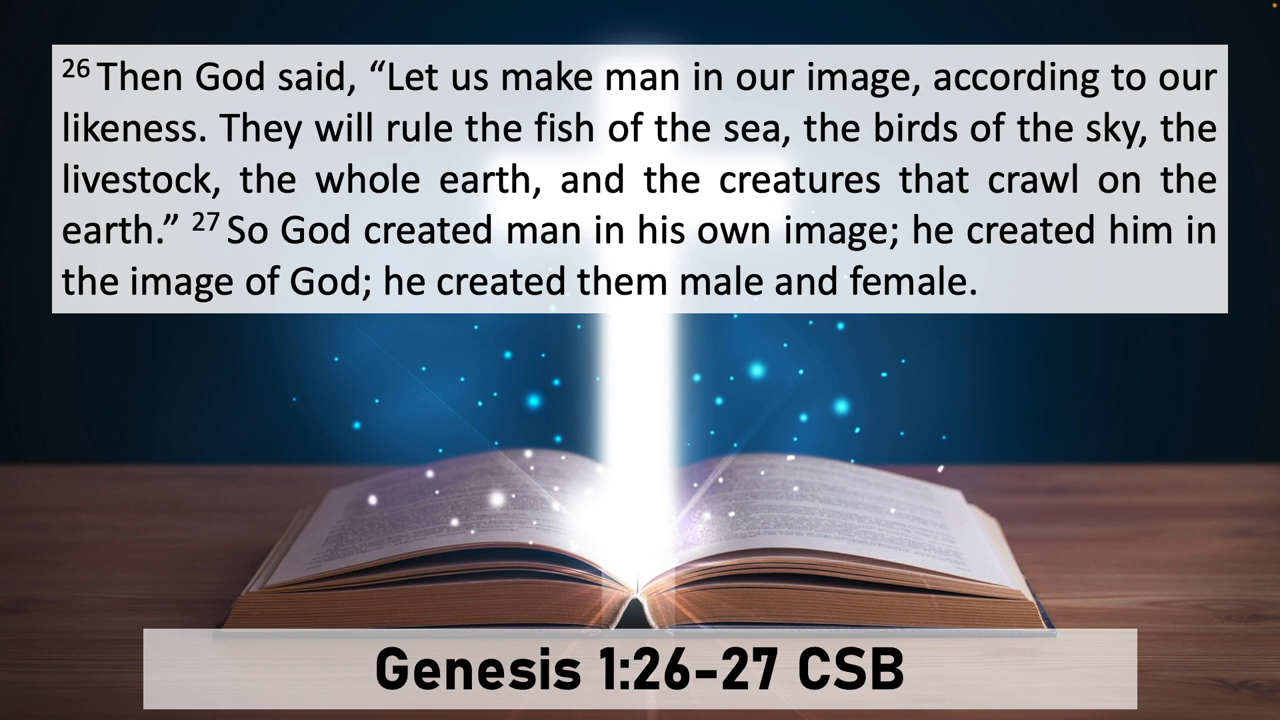 26 Then God said, “Let us make man in our image, according to our
likeness. They will rule the fish of the sea, the birds of the sky, the
livestock, the whole earth, and the creatures that crawl on the
earth.” 27 So God created man in his own image; he created him in
the image of God; he created them male and female.
Genesis 1:26-27 CSB